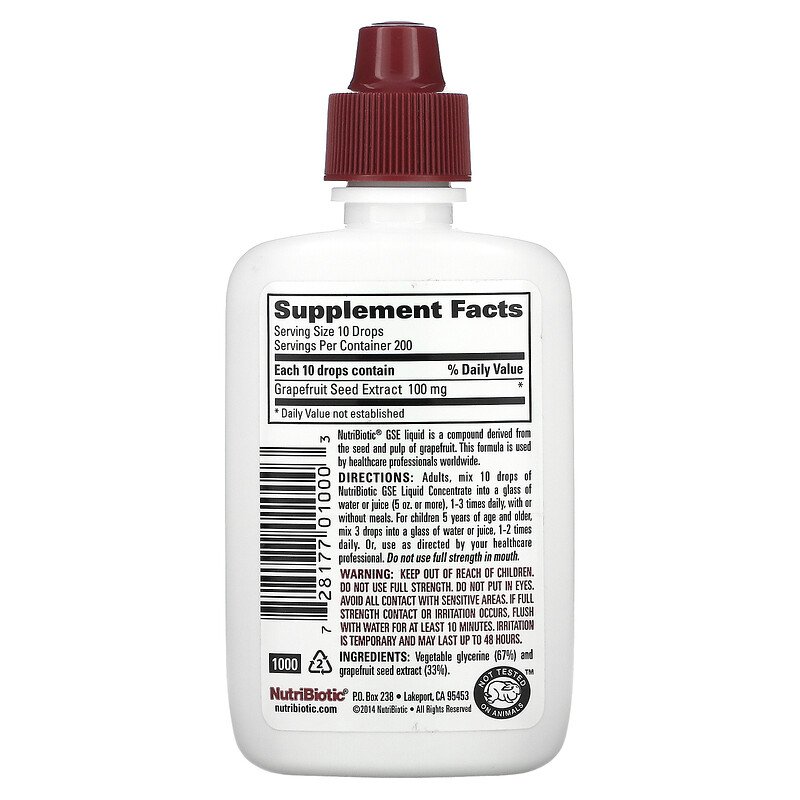 Supplement Facts
Serving Size 10 Drops
Servings Per Container 200
Each 10 drops contain % Daily Value
Grapefruit Seed Extract 100 mg *
* Daily Value not established
NutriBiotic® GSE liquid is a compound derived from
the seed and pulp of grapefruit. This formula is used
by healthcare professionals worldwide.
DIRECTIONS: Adults, mix 10 drops of
NutriBiotic GSE Liquid Concentrate into a glass of
water or juice (5 oz. or more), 1-3 times daily, with or
without meals. For children 5 years of age and older,
mix 3 drops into a glass of water or juice, 1-2 times
daily. Or, use as directed by your healthcare
professional. Do not use full strength in mouth.
WARNING: KEEP OUT OF REACH OF CHILDREN.
DO NOT USE FULL STRENGTH. DO NOT PUT IN EYES.
AVOID ALL CONTACT WITH SENSITIVE AREAS. IF FULL
STRENGTH CONTACT OR IRRITATION OCCURS, FLUSH
WITH WATER FOR AT LEAST 10 MINUTES. IRRITATION
IS TEMPORARY AND MAY LAST UP TO 48 HOURS.
INGREDIENTS: Vegetable glycerine (67%) and
grapefruit seed extract (33%).
7 28177 01000 3
1000
2
NutriBiotic® P.O. Box 238 • Lakeport, CA 95453
nutribiotic.com ©2014 NutriBiotic • All Rights Reserved
NOT TESTED
ON ANIMALS
™